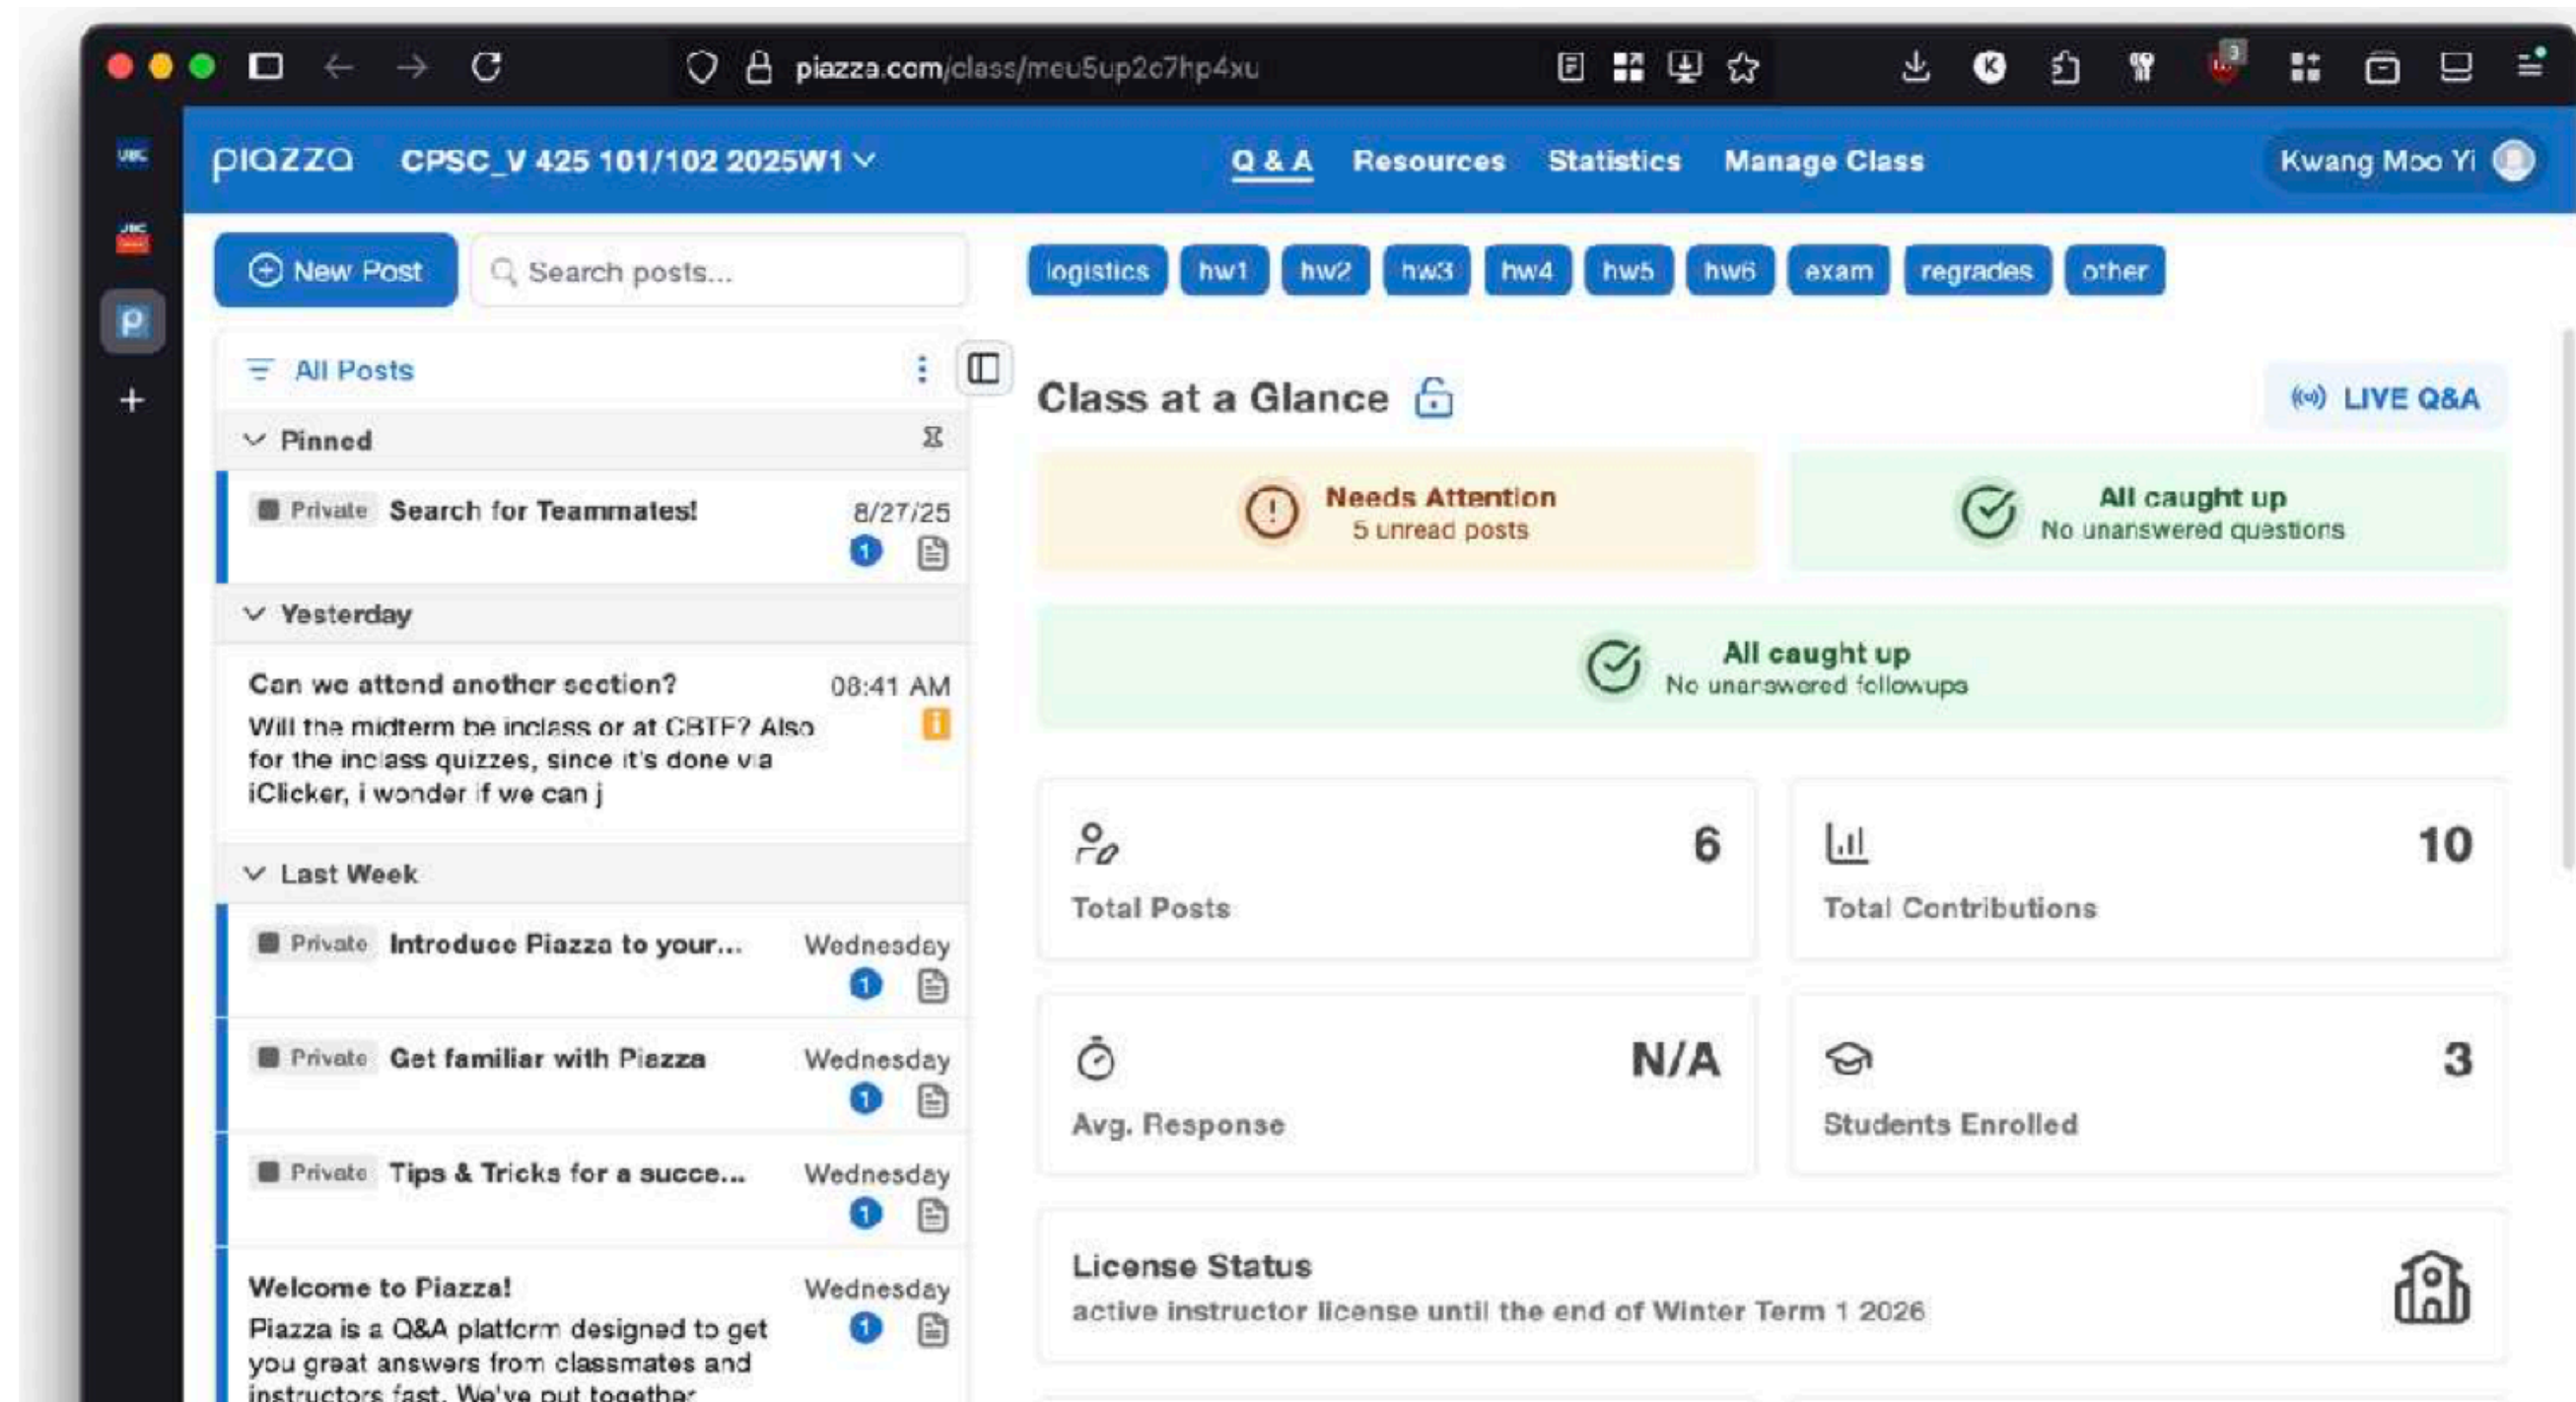 piazza.com/class/meu5up2c7hp4xu
K
3
UBC
piazza
CPSC_V 425 101/102 2025W1
Q & A
Resources
Statistics
Manage Class
Kwang Moo Yi
New Post
Search posts...
logistics
hw1
hw2
hw3
hw4
hw5
hw6
exam
regrades
other
p
All Posts
Pinned
Private Search for Teammates! 8/27/25
1
Yesterday
Can we attend another section? 08:41 AM
Will the midterm be inclass or at CBTF? Also
for the inclass quizzes, since it's done via
iClicker, i wonder if we can j
i
Last Week
Private Introduce Piazza to your... Wednesday
1
Private Get familiar with Piazza Wednesday
1
Private Tips & Tricks for a succe... Wednesday
1
Welcome to Piazza! Wednesday
1
Piazza is a Q&A platform designed to get
you great answers from classmates and
instructors fast. We've put together
Class at a Glance
LIVE Q&A
Needs Attention
5 unread posts
All caught up
No unanswered questions
All caught up
No unanswered followups
6
Total Posts
10
Total Contributions
N/A
Avg. Response
3
Students Enrolled
License Status
active instructor license until the end of Winter Term 1 2026